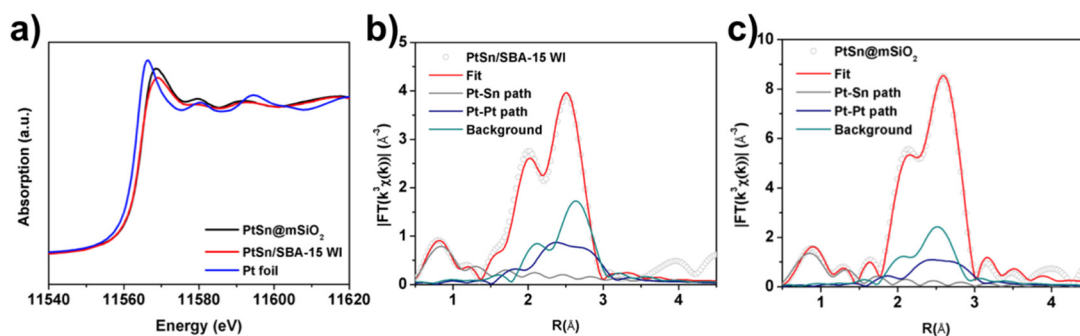 a)
Absorption (a.u.)
PtSn@mSiO₂
PtSn/SBA-15 WI
Pt foil
11540 11560 11580 11600 11620
Energy (eV)
b)
|FT(k³χ(k))| (Å⁻³)
5
4
3
2
1
0
PtSn/SBA-15 WI
Fit
Pt-Sn path
Pt-Pt path
Background
1 2 3 4
R(Å)
c)
|FT(k³χ(k))| (Å⁻³)
10
8
6
4
2
0
PtSn@mSiO₂
Fit
Pt-Sn path
Pt-Pt path
Background
1 2 3 4
R(Å)